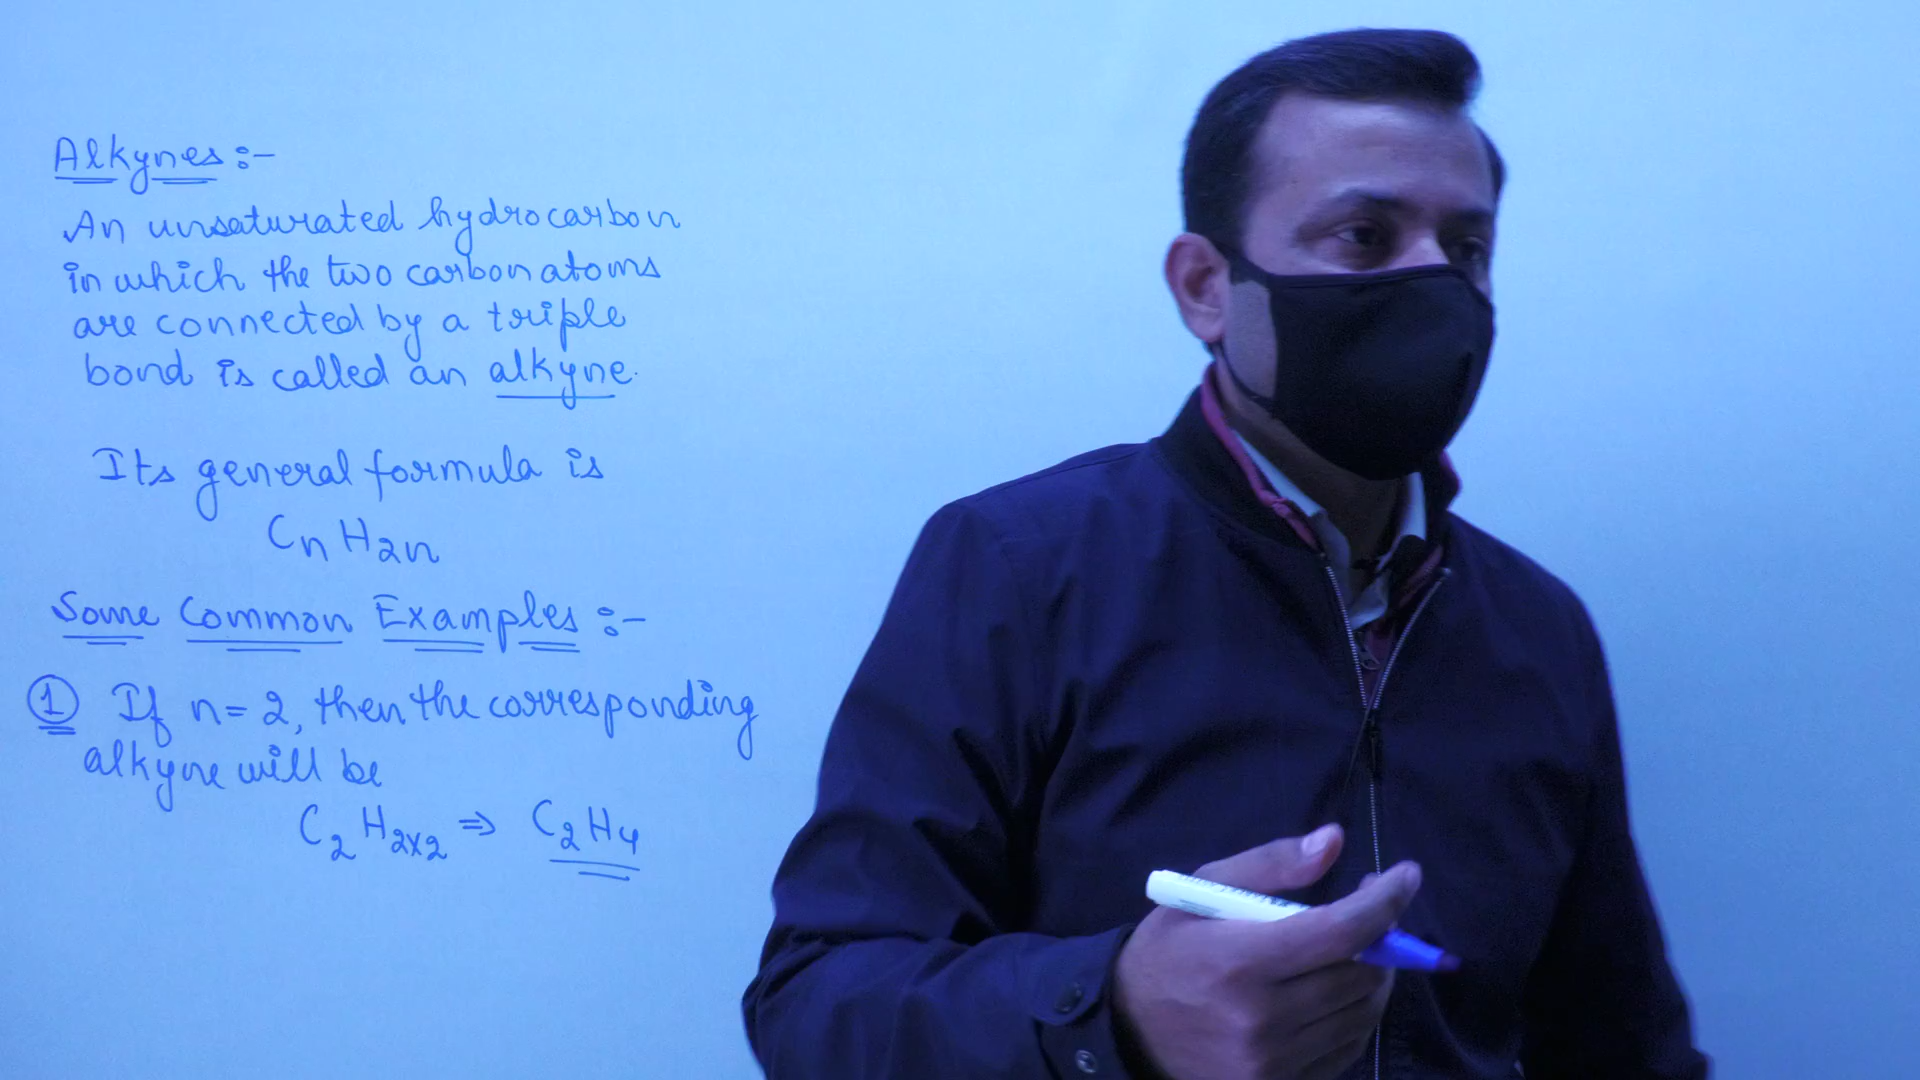 Alkynes :-
An unsaturated hydrocarbon
in which the two carbon atoms
are connected by a triple
bond is called an alkyne.
Its general formula is
CnH2n
Some Common Examples :-
1 If n=2, then the corresponding
alkyne will be
C2H2x2 ⇒ C2H4